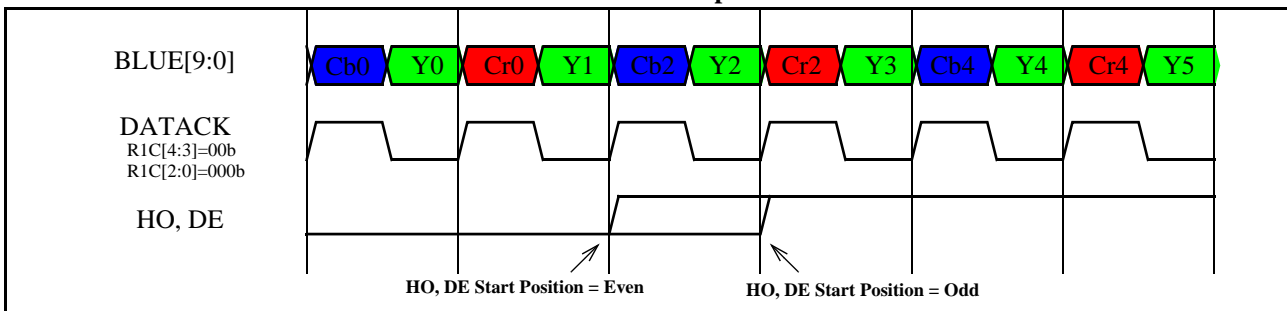 BLUE[9:0]
Cb0 Y0 Cr0 Y1 Cb2 Y2 Cr2 Y3 Cb4 Y4 Cr4 Y5
DATACK
R1C[4:3]=00b
R1C[2:0]=000b
HO, DE
HO, DE Start Position = Even
HO, DE Start Position = Odd